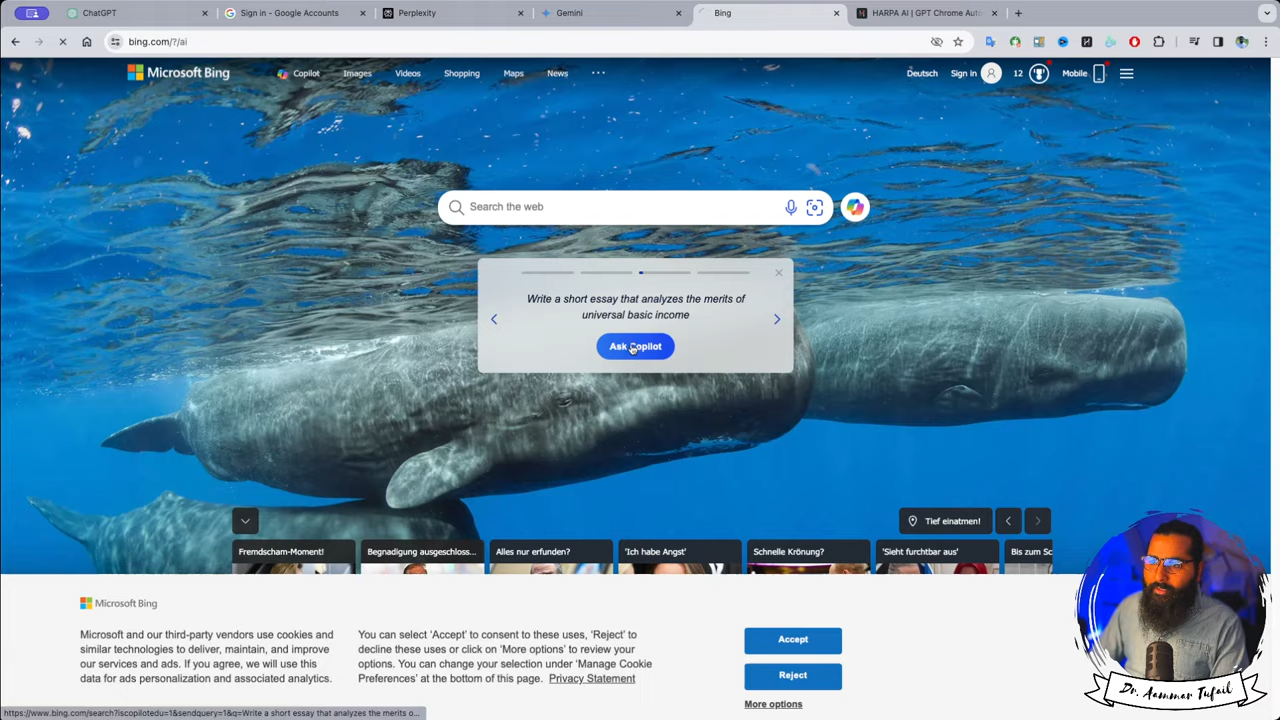 ChatGPT
Sign in - Google Accounts
Perplexity
Gemini
Bing
HARPA AI | GPT Chrome Aut
bing.com/?/ai
Microsoft Bing
Copilot
Images
Videos
Shopping
Maps
News
Deutsch
Sign in
12
Mobile
Search the web
Write a short essay that analyzes the merits of
universal basic income
Ask Copilot
Tief einatmen!
Fremdscham-Moment!
Begnadigung ausgeschloss...
Alles nur erfunden?
'Ich habe Angst'
Schnelle Krönung?
'Sieht furchtbar aus'
Bis zum Sc
Microsoft Bing
Microsoft and our third-party vendors use cookies and
similar technologies to deliver, maintain, and improve
our services and ads. If you agree, we will use this
data for ads personalization and associated analytics.
You can select 'Accept' to consent to these uses, 'Reject' to
decline these uses or click on 'More options' to review your
options. You can change your selection under 'Manage Cookie
Preferences' at the bottom of this page. Privacy Statement
Accept
Reject
More options
Dr. Aammar Tufail
https://www.bing.com/search?iscopilotedu=1&sendquery=1&q=Write a short essay that analyzes the merits o...